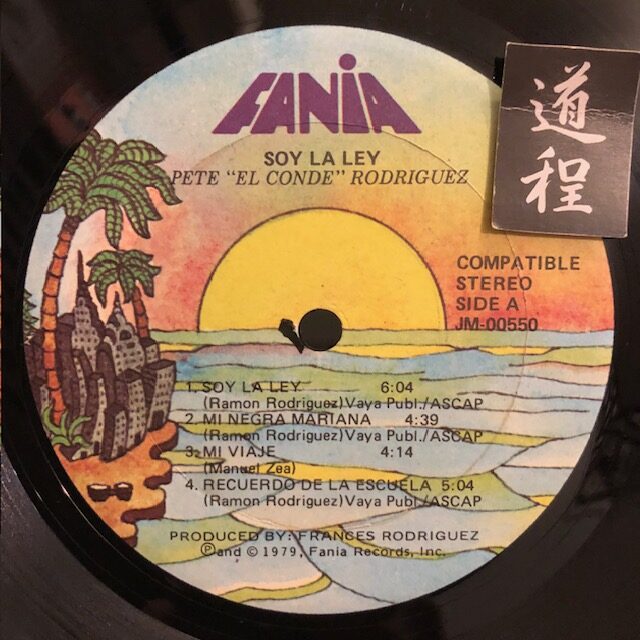 FANIA
SOY LA LEY
PETE "EL CONDE" RODRIGUEZ
道程
COMPATIBLE
STEREO
SIDE A
JM-00550
1. SOY LA LEY 6:04
(Ramon Rodriguez) Vaya Publ./ASCAP
2. MI NEGRA MARIANA 4:39
(Ramon Rodriguez) Vaya Publ./ASCAP
3. MI VIAJE 4:14
(Manuel Zea)
4. RECUERDO DE LA ESCUELA 5:04
(Ramon Rodriguez) Vaya Publ./ASCAP
PRODUCED BY: FRANCES RODRIGUEZ
Ⓟand © 1979, Fania Records, Inc.